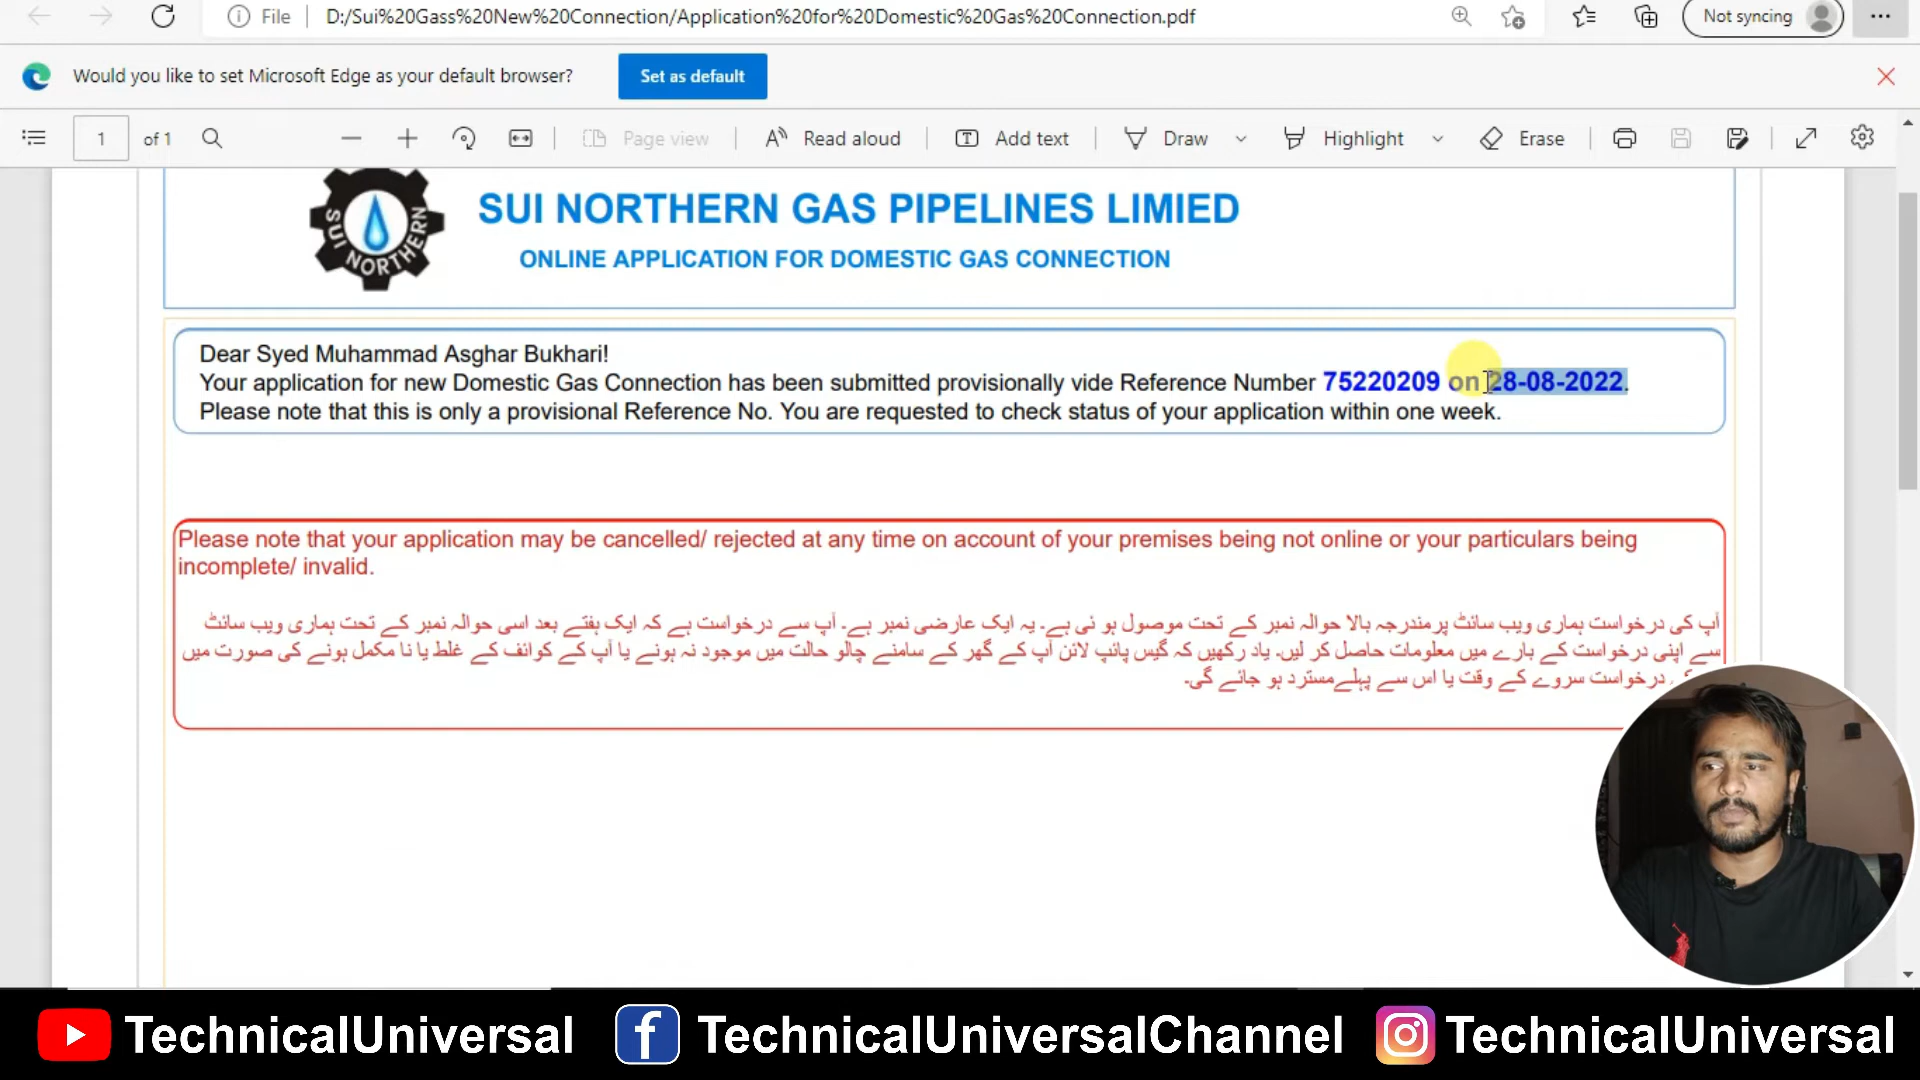 File D:/Sui%20Gass%20New%20Connection/Application%20for%20Domestic%20Gas%20Connection.pdf Not syncing
Would you like to set Microsoft Edge as your default browser? Set as default
1 of 1 Page view Read aloud Add text Draw Highlight Erase
SUI NORTHERN
SUI NORTHERN GAS PIPELINES LIMIED
ONLINE APPLICATION FOR DOMESTIC GAS CONNECTION
Dear Syed Muhammad Asghar Bukhari!
Your application for new Domestic Gas Connection has been submitted provisionally vide Reference Number 75220209 on 28-08-2022.
Please note that this is only a provisional Reference No. You are requested to check status of your application within one week.
Please note that your application may be cancelled/ rejected at any time on account of your premises being not online or your particulars being
incomplete/ invalid.
آپ کی درخواست ہماری ویب سائٹ پرمندرجہ بالا حوالہ نمبر کے تحت موصول ہو ئی ہے۔ یہ ایک عارضی نمبر ہے۔ آپ سے درخواست ہے کہ ایک ہفتے بعد اسی حوالہ نمبر کے تحت ہماری ویب سائٹ
سے اپنی درخواست کے بارے میں معلومات حاصل کر لیں۔ یاد رکھیں کہ گیس پائپ لائن آپ کے گھر کے سامنے چالو حالت میں موجود نہ ہونے یا آپ کے کوائف کے غلط یا نا مکمل ہونے کی صورت میں
درخواست سروے کے وقت یا اس سے پہلےمسترد ہو جائے گی۔
TechnicalUniversal TechnicalUniversalChannel TechnicalUniversal